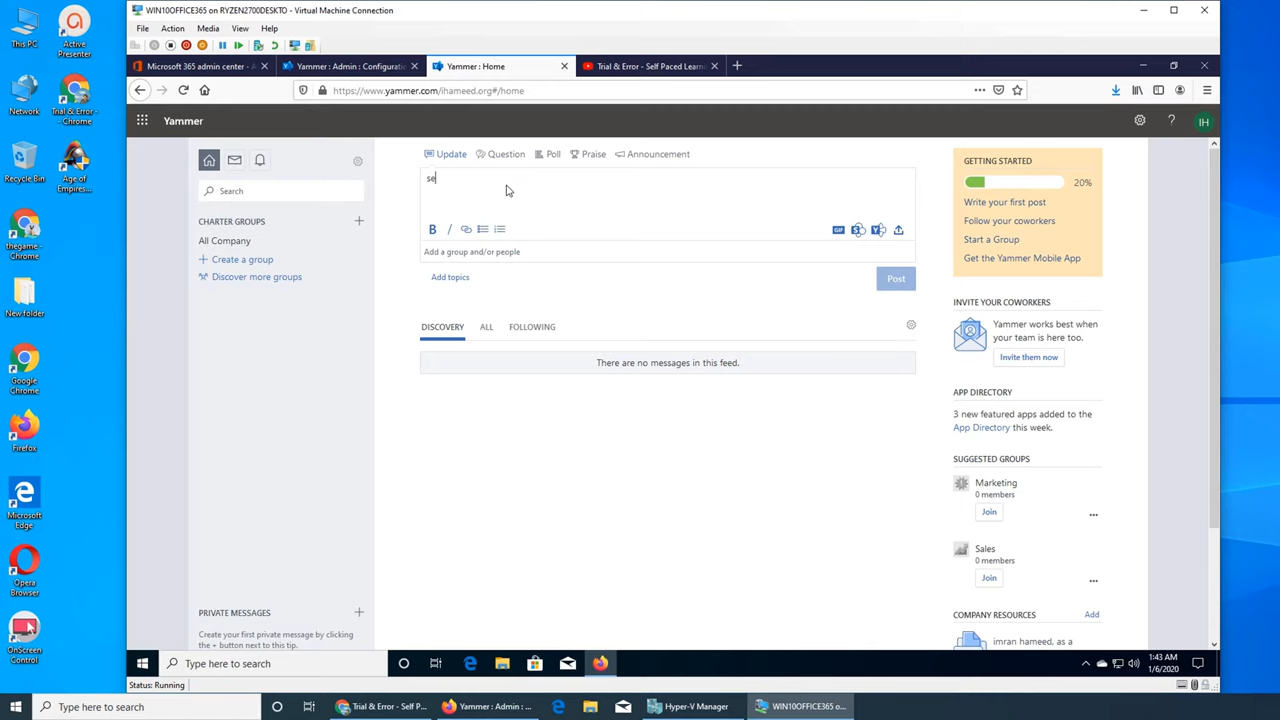 This PC
Active
Presenter
Network
Trial & Error -
- Chrome
Recycle Bin
Age of
Empires...
thegame -
Chrome
New folder
Google
Chrome
Firefox
Microsoft
Edge
Opera
Browser
OnScreen
Control
WIN10OFFICE365 on RYZEN2700DESKTO - Virtual Machine Connection
File Action Media View Help
Microsoft 365 admin center - A
Yammer : Admin : Configuratio
Yammer : Home
Trial & Error - Self Paced Learn
https://www.yammer.com/ihameed.org#/home
Yammer
? IH
Search
CHARTER GROUPS
All Company
Create a group
Discover more groups
PRIVATE MESSAGES
Create your first private message by clicking
the + button next to this tip.
Update Question Poll Praise Announcement
se
B I GIF S Y
Add a group and/or people
Add topics
Post
DISCOVERY ALL FOLLOWING
There are no messages in this feed.
GETTING STARTED
20%
Write your first post
Follow your coworkers
Start a Group
Get the Yammer Mobile App
INVITE YOUR COWORKERS
Yammer works best when
your team is here too.
Invite them now
APP DIRECTORY
3 new featured apps added to the
App Directory this week.
SUGGESTED GROUPS
Marketing
0 members
Join
Sales
0 members
Join
COMPANY RESOURCES Add
imran hameed, as a
Type here to search
1:43 AM
1/6/2020
Status: Running
Type here to search
Trial & Error - Self P...
Yammer : Admin : ...
Hyper-V Manager
WIN10OFFICE365 o...